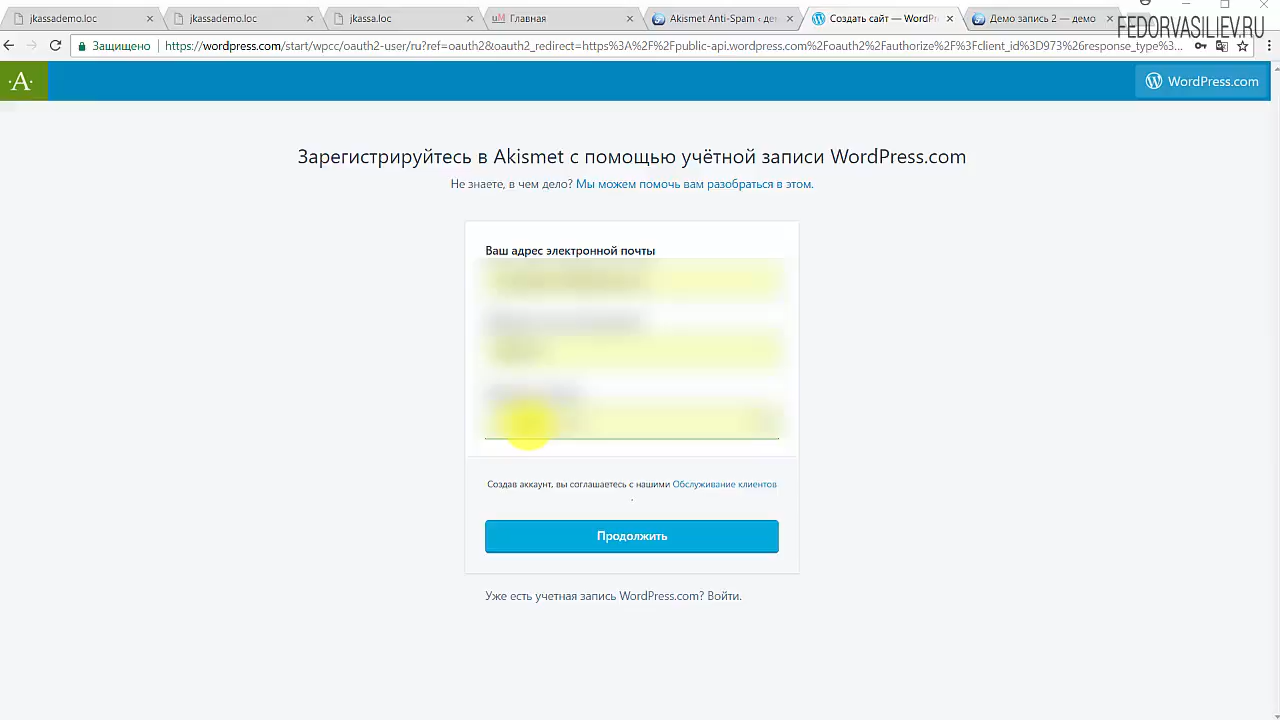 jkassademo.loc
jkassademo.loc
jkassa.loc
uM Главная
Akismet Anti-Spam ‹ де
Создать сайт — WordPr
Демо запись 2 — демо
FEDORVASILIEV.RU
Защищено
https://wordpress.com/start/wpcc/oauth2-user/ru?ref=oauth2&oauth2_redirect=https%3A%2F%2Fpublic-api.wordpress.com%2Foauth2%2Fauthorize%2F%3Fclient_id%3D973%26response_type%3...
·A·
WordPress.com
Зарегистрируйтесь в Akismet с помощью учётной записи WordPress.com
Не знаете, в чем дело? Мы можем помочь вам разобраться в этом.
Ваш адрес электронной почты
Создав аккаунт, вы соглашаетесь с нашими Обслуживание клиентов
.
Продолжить
Уже есть учетная запись WordPress.com? Войти.